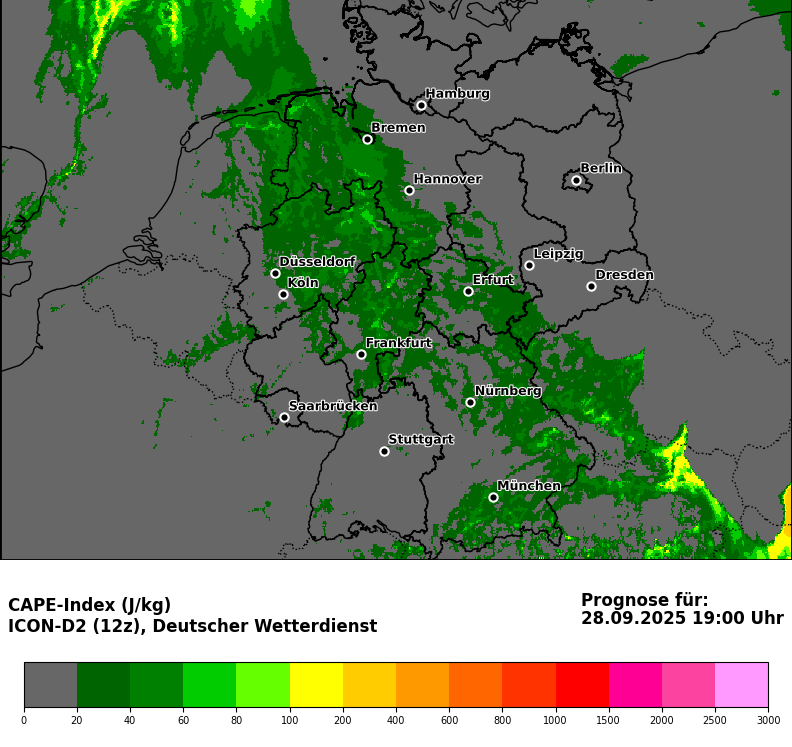 Hamburg
Bremen
Berlin
Hannover
Leipzig
Düsseldorf
Dresden
Köln
Erfurt
Frankfurt
Nürnberg
Saarbrücken
Stuttgart
München
CAPE-Index (J/kg)
ICON-D2 (12z), Deutscher Wetterdienst
Prognose für:
28.09.2025 19:00 Uhr
0 20 40 60 80 100 200 400 600 800 1000 1500 2000 2500 3000